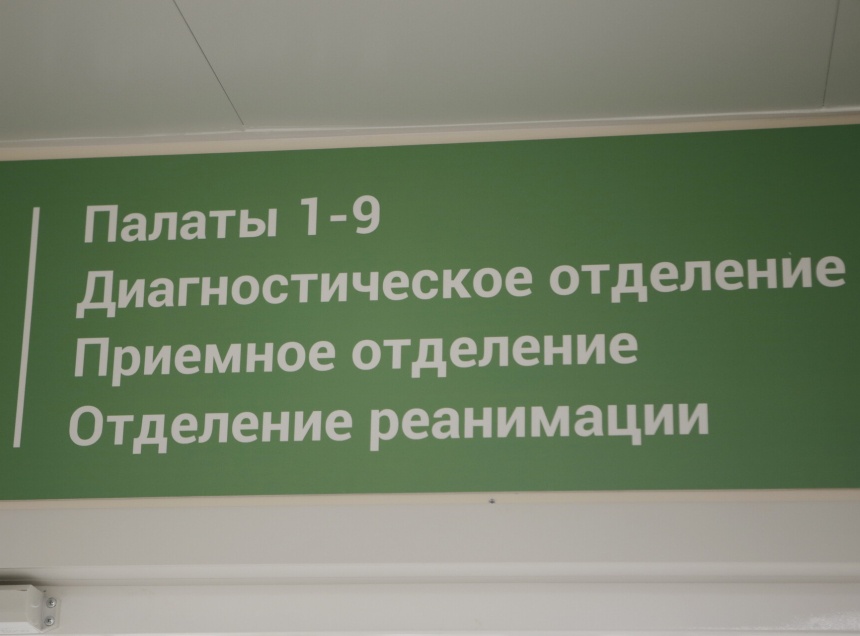 Палаты 1-9
Диагностическое отделение
Приемное отделение
Отделение реанимации